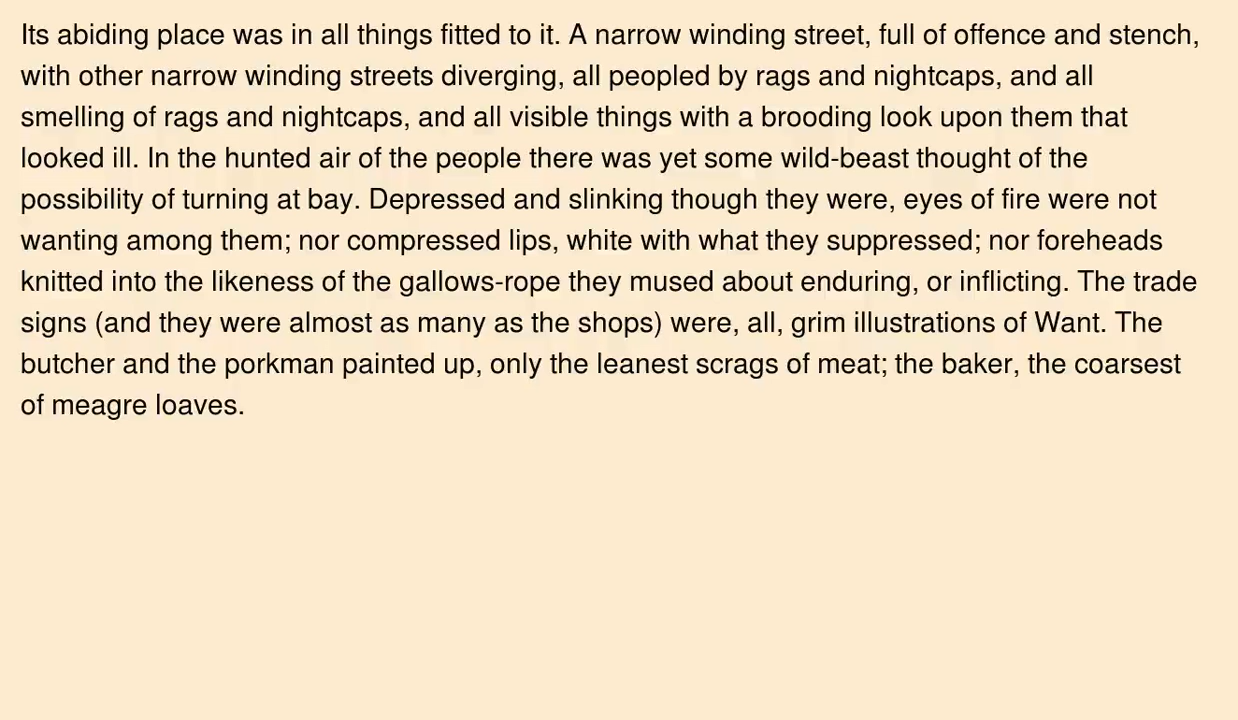 Its abiding place was in all things fitted to it. A narrow winding street, full of offence and stench,
with other narrow winding streets diverging, all peopled by rags and nightcaps, and all
smelling of rags and nightcaps, and all visible things with a brooding look upon them that
looked ill. In the hunted air of the people there was yet some wild-beast thought of the
possibility of turning at bay. Depressed and slinking though they were, eyes of fire were not
wanting among them; nor compressed lips, white with what they suppressed; nor foreheads
knitted into the likeness of the gallows-rope they mused about enduring, or inflicting. The trade
signs (and they were almost as many as the shops) were, all, grim illustrations of Want. The
butcher and the porkman painted up, only the leanest scrags of meat; the baker, the coarsest
of meagre loaves.